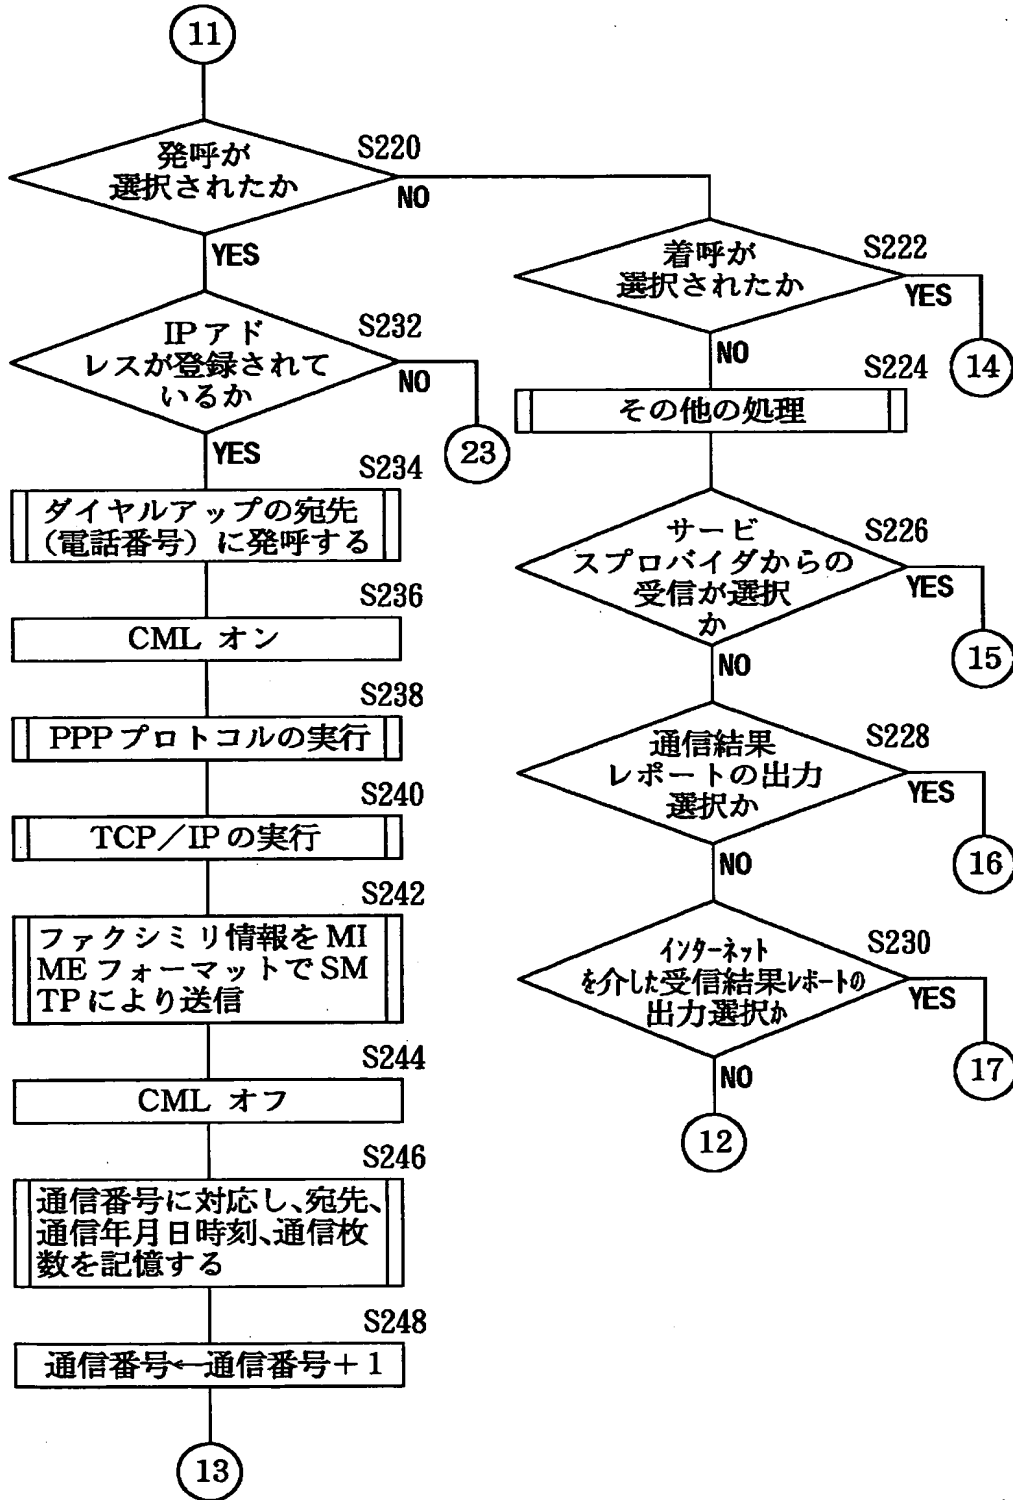 11
発呼が
選択されたか
S220
NO
YES
IPアド
レスが登録されて
いるか
S232
NO
23
YES
S234
ダイヤルアップの宛先
(電話番号)に発呼する
S236
CML オン
S238
PPPプロトコルの実行
S240
TCP/IPの実行
S242
ファクシミリ情報をMI
MEフォーマットでSM
TPにより送信
S244
CML オフ
S246
通信番号に対応し、宛先、
通信年月日時刻、通信枚
数を記憶する
S248
通信番号←通信番号+1
13
着呼が
選択されたか
S222
YES
14
NO
S224
その他の処理
サービ
スプロバイダからの
受信が選択
か
S226
YES
15
NO
通信結果
レポートの出力
選択か
S228
YES
16
NO
インターネット
を介した受信結果レポートの
出力選択か
S230
YES
17
NO
12